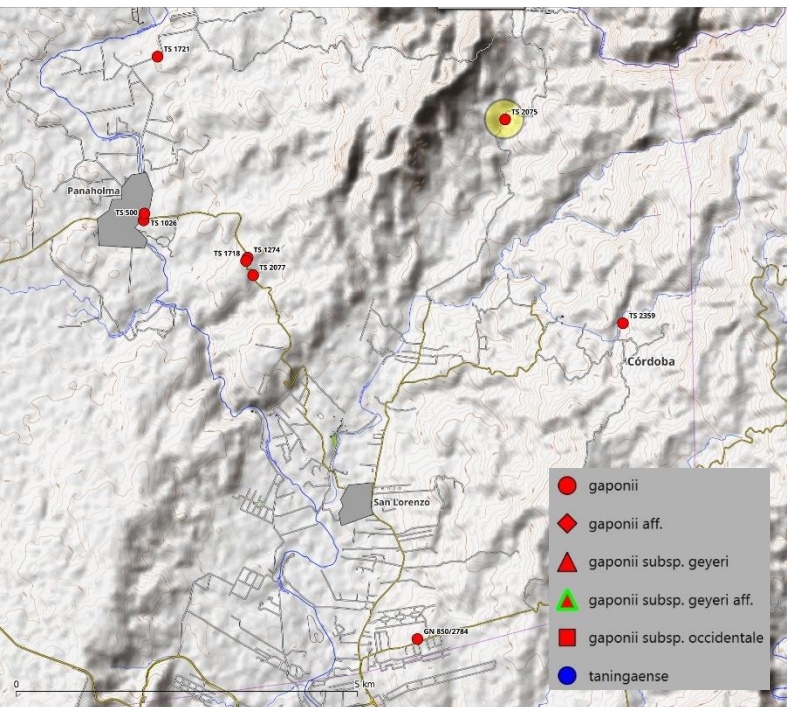 TS 1721
TS 2075
Panaholma
TS 500
TS 1026
TS 1718
TS 1274
TS 2077
TS 2359
Córdoba
San Lorenzo
GN 850/2784
0
5 km
gaponii
gaponii aff.
gaponii subsp. geyeri
gaponii subsp. geyeri aff.
gaponii subsp. occidentale
taningaense